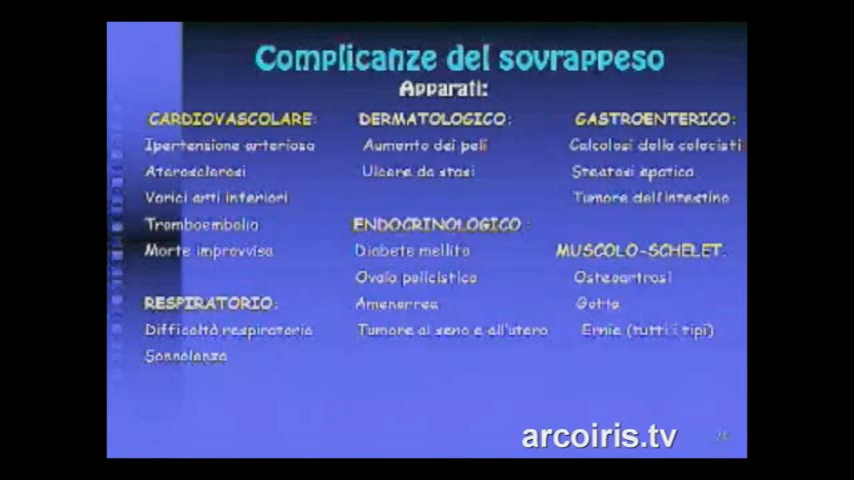 Complicanze del sovrappeso
Apparati:
CARDIOVASCOLARE:
Ipertensione arteriosa
Aterosclerosi
Varici arti inferiori
Tromboembolia
Morte improvvisa
RESPIRATORIO:
Difficoltà respiratoria
Sonnolenza
DERMATOLOGICO:
Aumento dei peli
Ulcere da stasi
ENDOCRINOLOGICO:
Diabete mellito
Ovaio policistico
Amenorrea
Tumore al seno e all'utero
GASTROENTERICO:
Calcolosi della colecisti
Steatosi epatica
Tumore dell'intestino
MUSCOLO-SCHELET.
Osteoartrosi
Gotta
Ernie (tutti i tipi)
arcoiris.tv